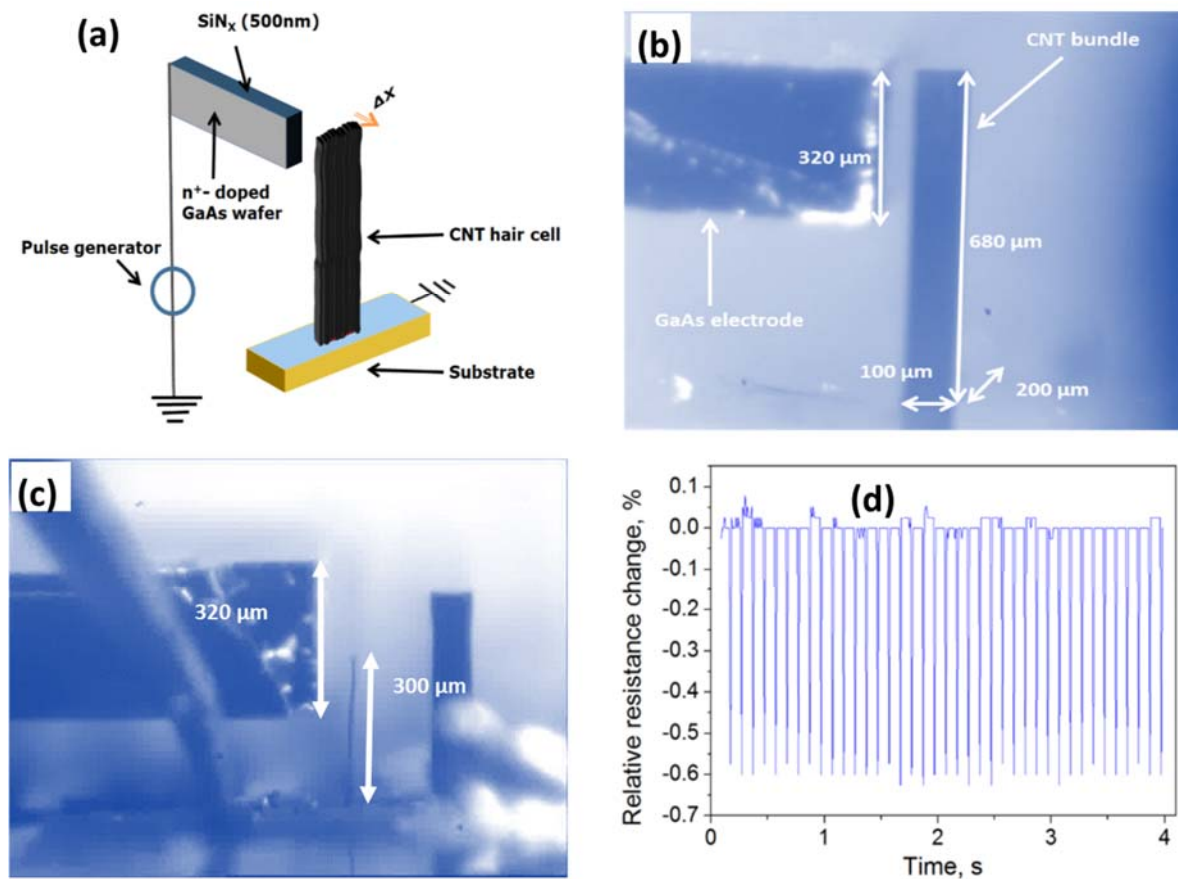 (a)
SiNX (500nm)
ΔX
n+- doped
GaAs wafer
Pulse generator
CNT hair cell
Substrate
(b)
CNT bundle
320 µm
680 µm
GaAs electrode
100 µm
200 µm
(c)
320 µm
300 µm
(d)
Relative resistance change, %
0.1
0.0
-0.1
-0.2
-0.3
-0.4
-0.5
-0.6
-0.7
0 1 2 3 4
Time, s